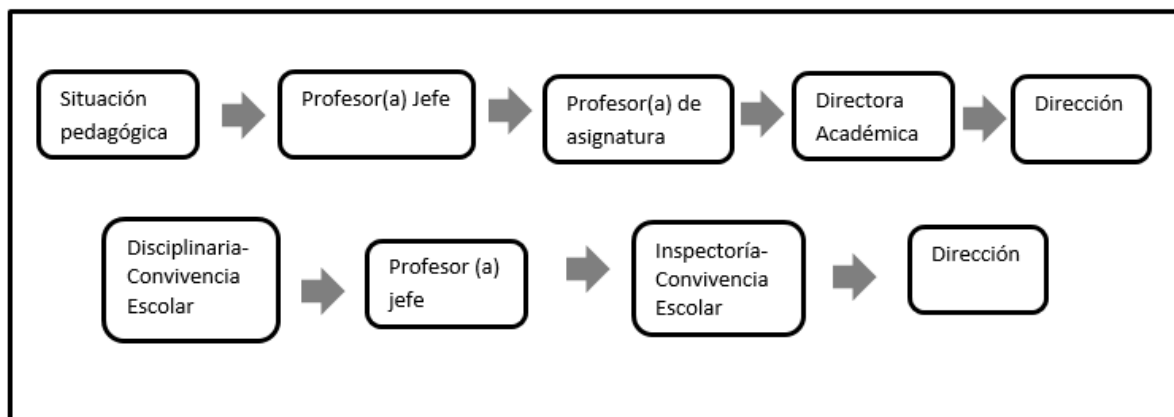 Situación
pedagógica
Profesor(a) Jefe
Profesor(a) de
asignatura
Directora
Académica
Dirección
Disciplinaria-
Convivencia
Escolar
Profesor (a)
jefe
Inspectoría-
Convivencia
Escolar
Dirección